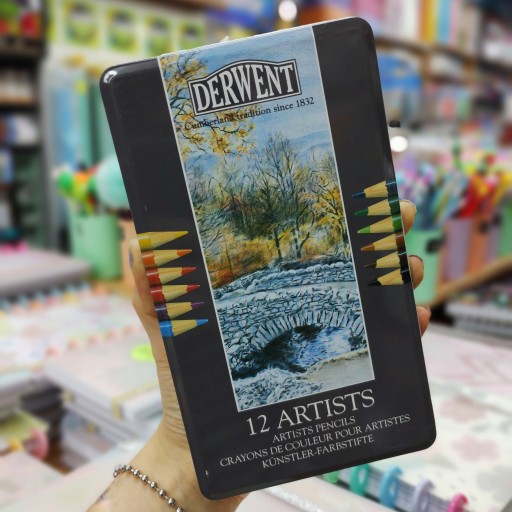 DERWENT
Cumberland tradition since 1832
12 ARTISTS
ARTISTS PENCILS
CRAYONS DE COULEUR POUR ARTISTES
KÜNSTLER-FARBSTIFTE